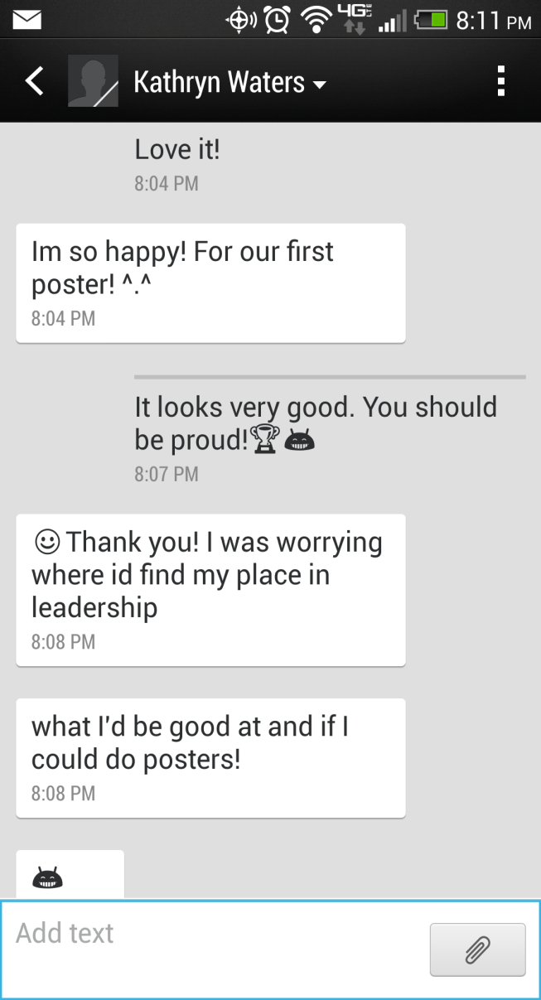 4G LTE 8:11 PM
Kathryn Waters
Love it!
8:04 PM
Im so happy! For our first
poster! ^.^
8:04 PM
It looks very good. You should
be proud!
8:07 PM
Thank you! I was worrying
where id find my place in
leadership
8:08 PM
what I'd be good at and if I
could do posters!
8:08 PM
Add text